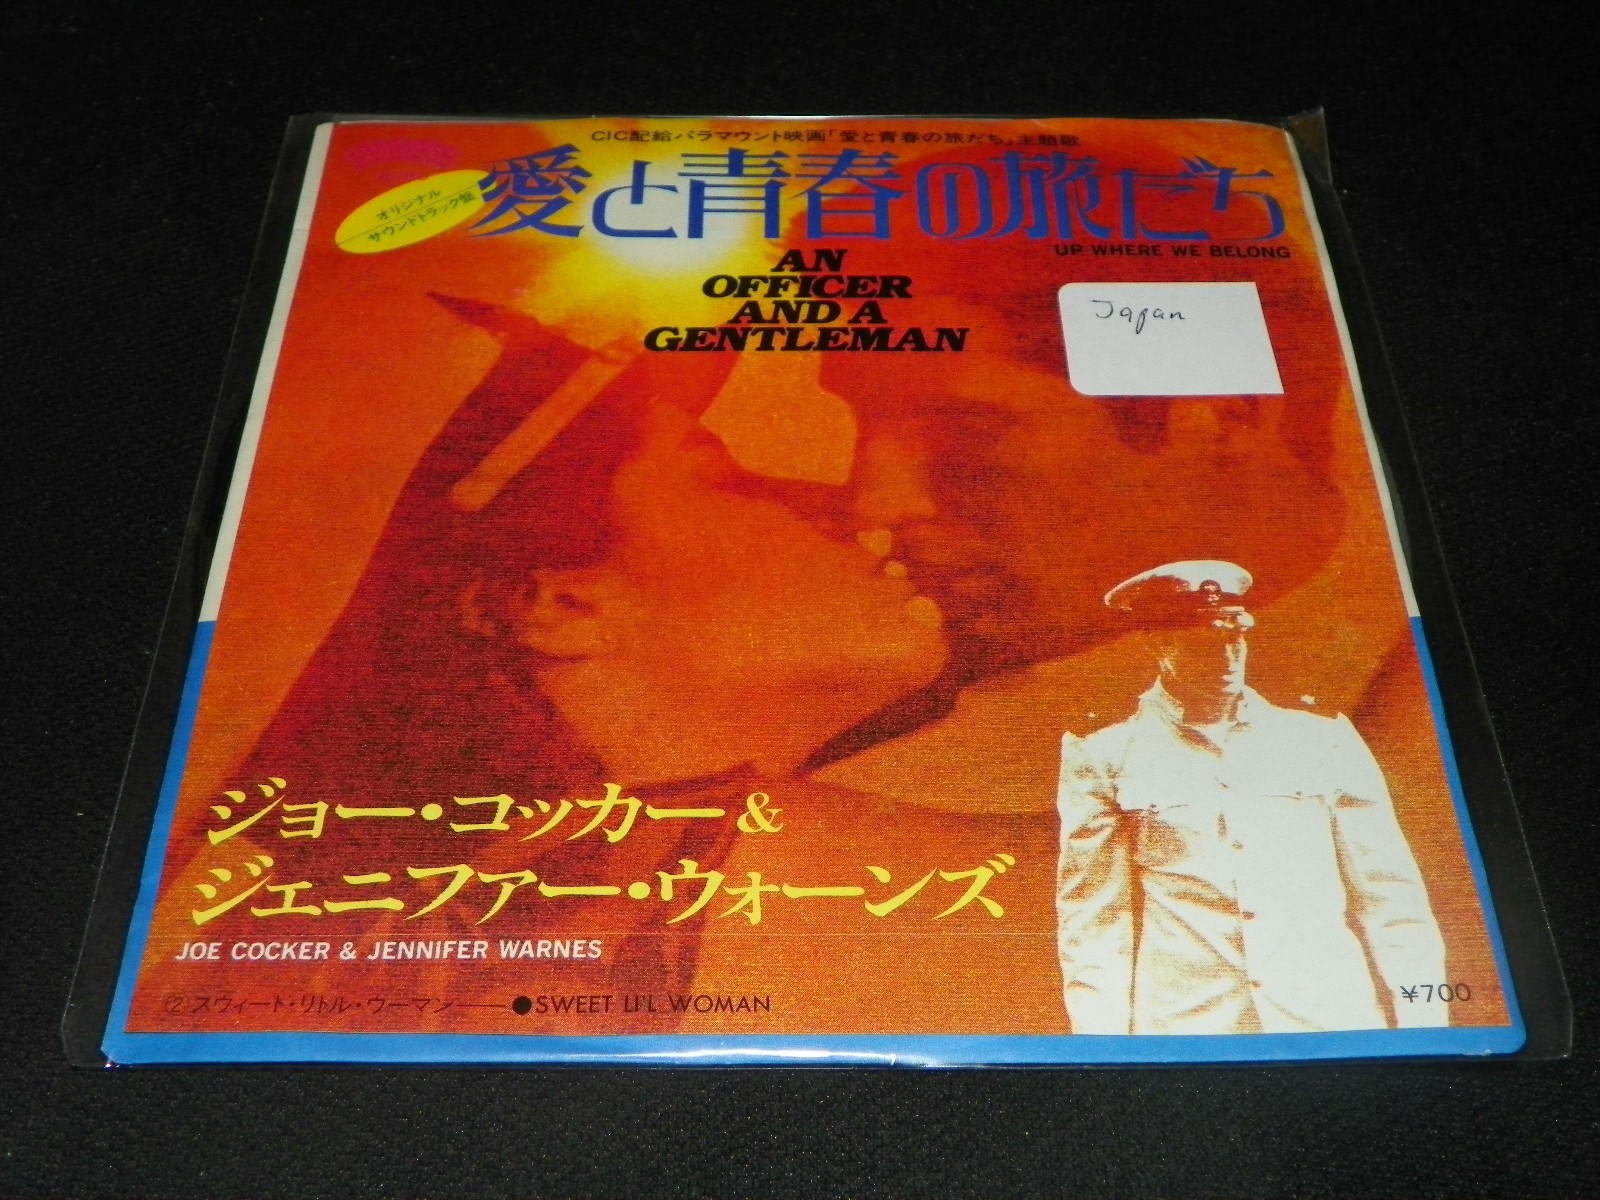 CIC配給パラマウント映画「愛と青春の旅だち」主題歌
オリジナル
サウンドトラック盤
愛と青春の旅だち
UP WHERE WE BELONG
AN
OFFICER
AND A
GENTLEMAN
Japan
ジョー・コッカー&
ジェニファー・ウォーンズ
JOE COCKER & JENNIFER WARNES
②スウィート・リトル・ウーマン——●SWEET LI'L WOMAN
¥700